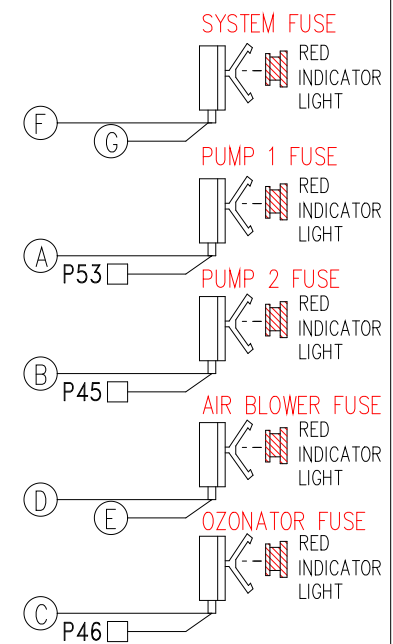 SYSTEM FUSE
RED
INDICATOR
LIGHT
F
G
PUMP 1 FUSE
RED
INDICATOR
LIGHT
A
P53
PUMP 2 FUSE
RED
INDICATOR
LIGHT
B
P45
AIR BLOWER FUSE
RED
INDICATOR
LIGHT
D
E
OZONATOR FUSE
RED
INDICATOR
LIGHT
C
P46